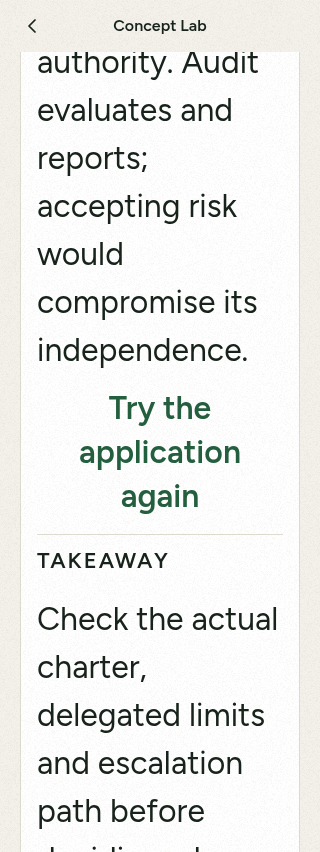 Concept Lab
authority. Audit
evaluates and
reports;
accepting risk
would
compromise its
independence.
Try the
application
again
TAKEAWAY
Check the actual
charter,
delegated limits
and escalation
path before